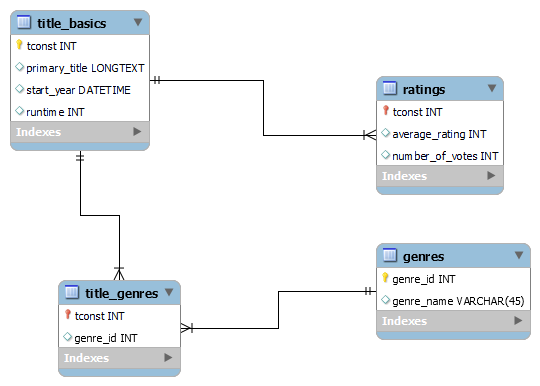 title_basics
tconst INT
primary_title LONGTEXT
start_year DATETIME
runtime INT
Indexes
ratings
tconst INT
average_rating INT
number_of_votes INT
Indexes
title_genres
tconst INT
genre_id INT
Indexes
genres
genre_id INT
genre_name VARCHAR(45)
Indexes